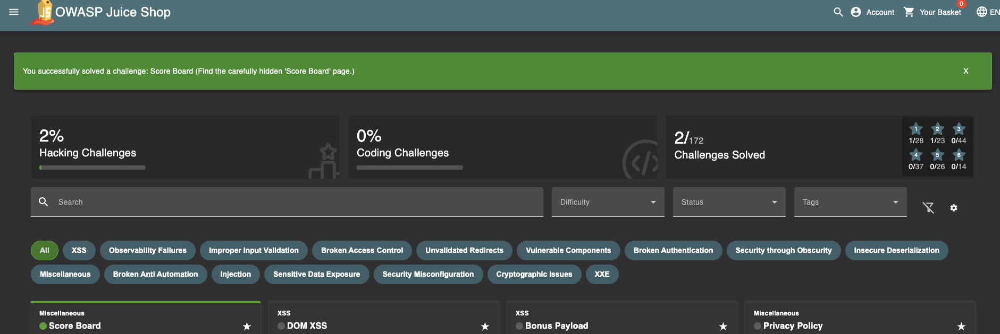 JS OWASP Juice Shop Account Your Basket 0 EN
You successfully solved a challenge: Score Board (Find the carefully hidden 'Score Board' page.) X
2%
Hacking Challenges
0%
Coding Challenges
</>
2/172
Challenges Solved
1 2 3
1/28 1/23 0/44
4 5 6
0/37 0/26 0/14
Search Difficulty Status Tags
All XSS Observability Failures Improper Input Validation Broken Access Control Unvalidated Redirects Vulnerable Components Broken Authentication Security through Obscurity Insecure Deserialization
Miscellaneous Broken Anti Automation Injection Sensitive Data Exposure Security Misconfiguration Cryptographic Issues XXE
Miscellaneous
Score Board
XSS
DOM XSS
XSS
Bonus Payload
Miscellaneous
Privacy Policy